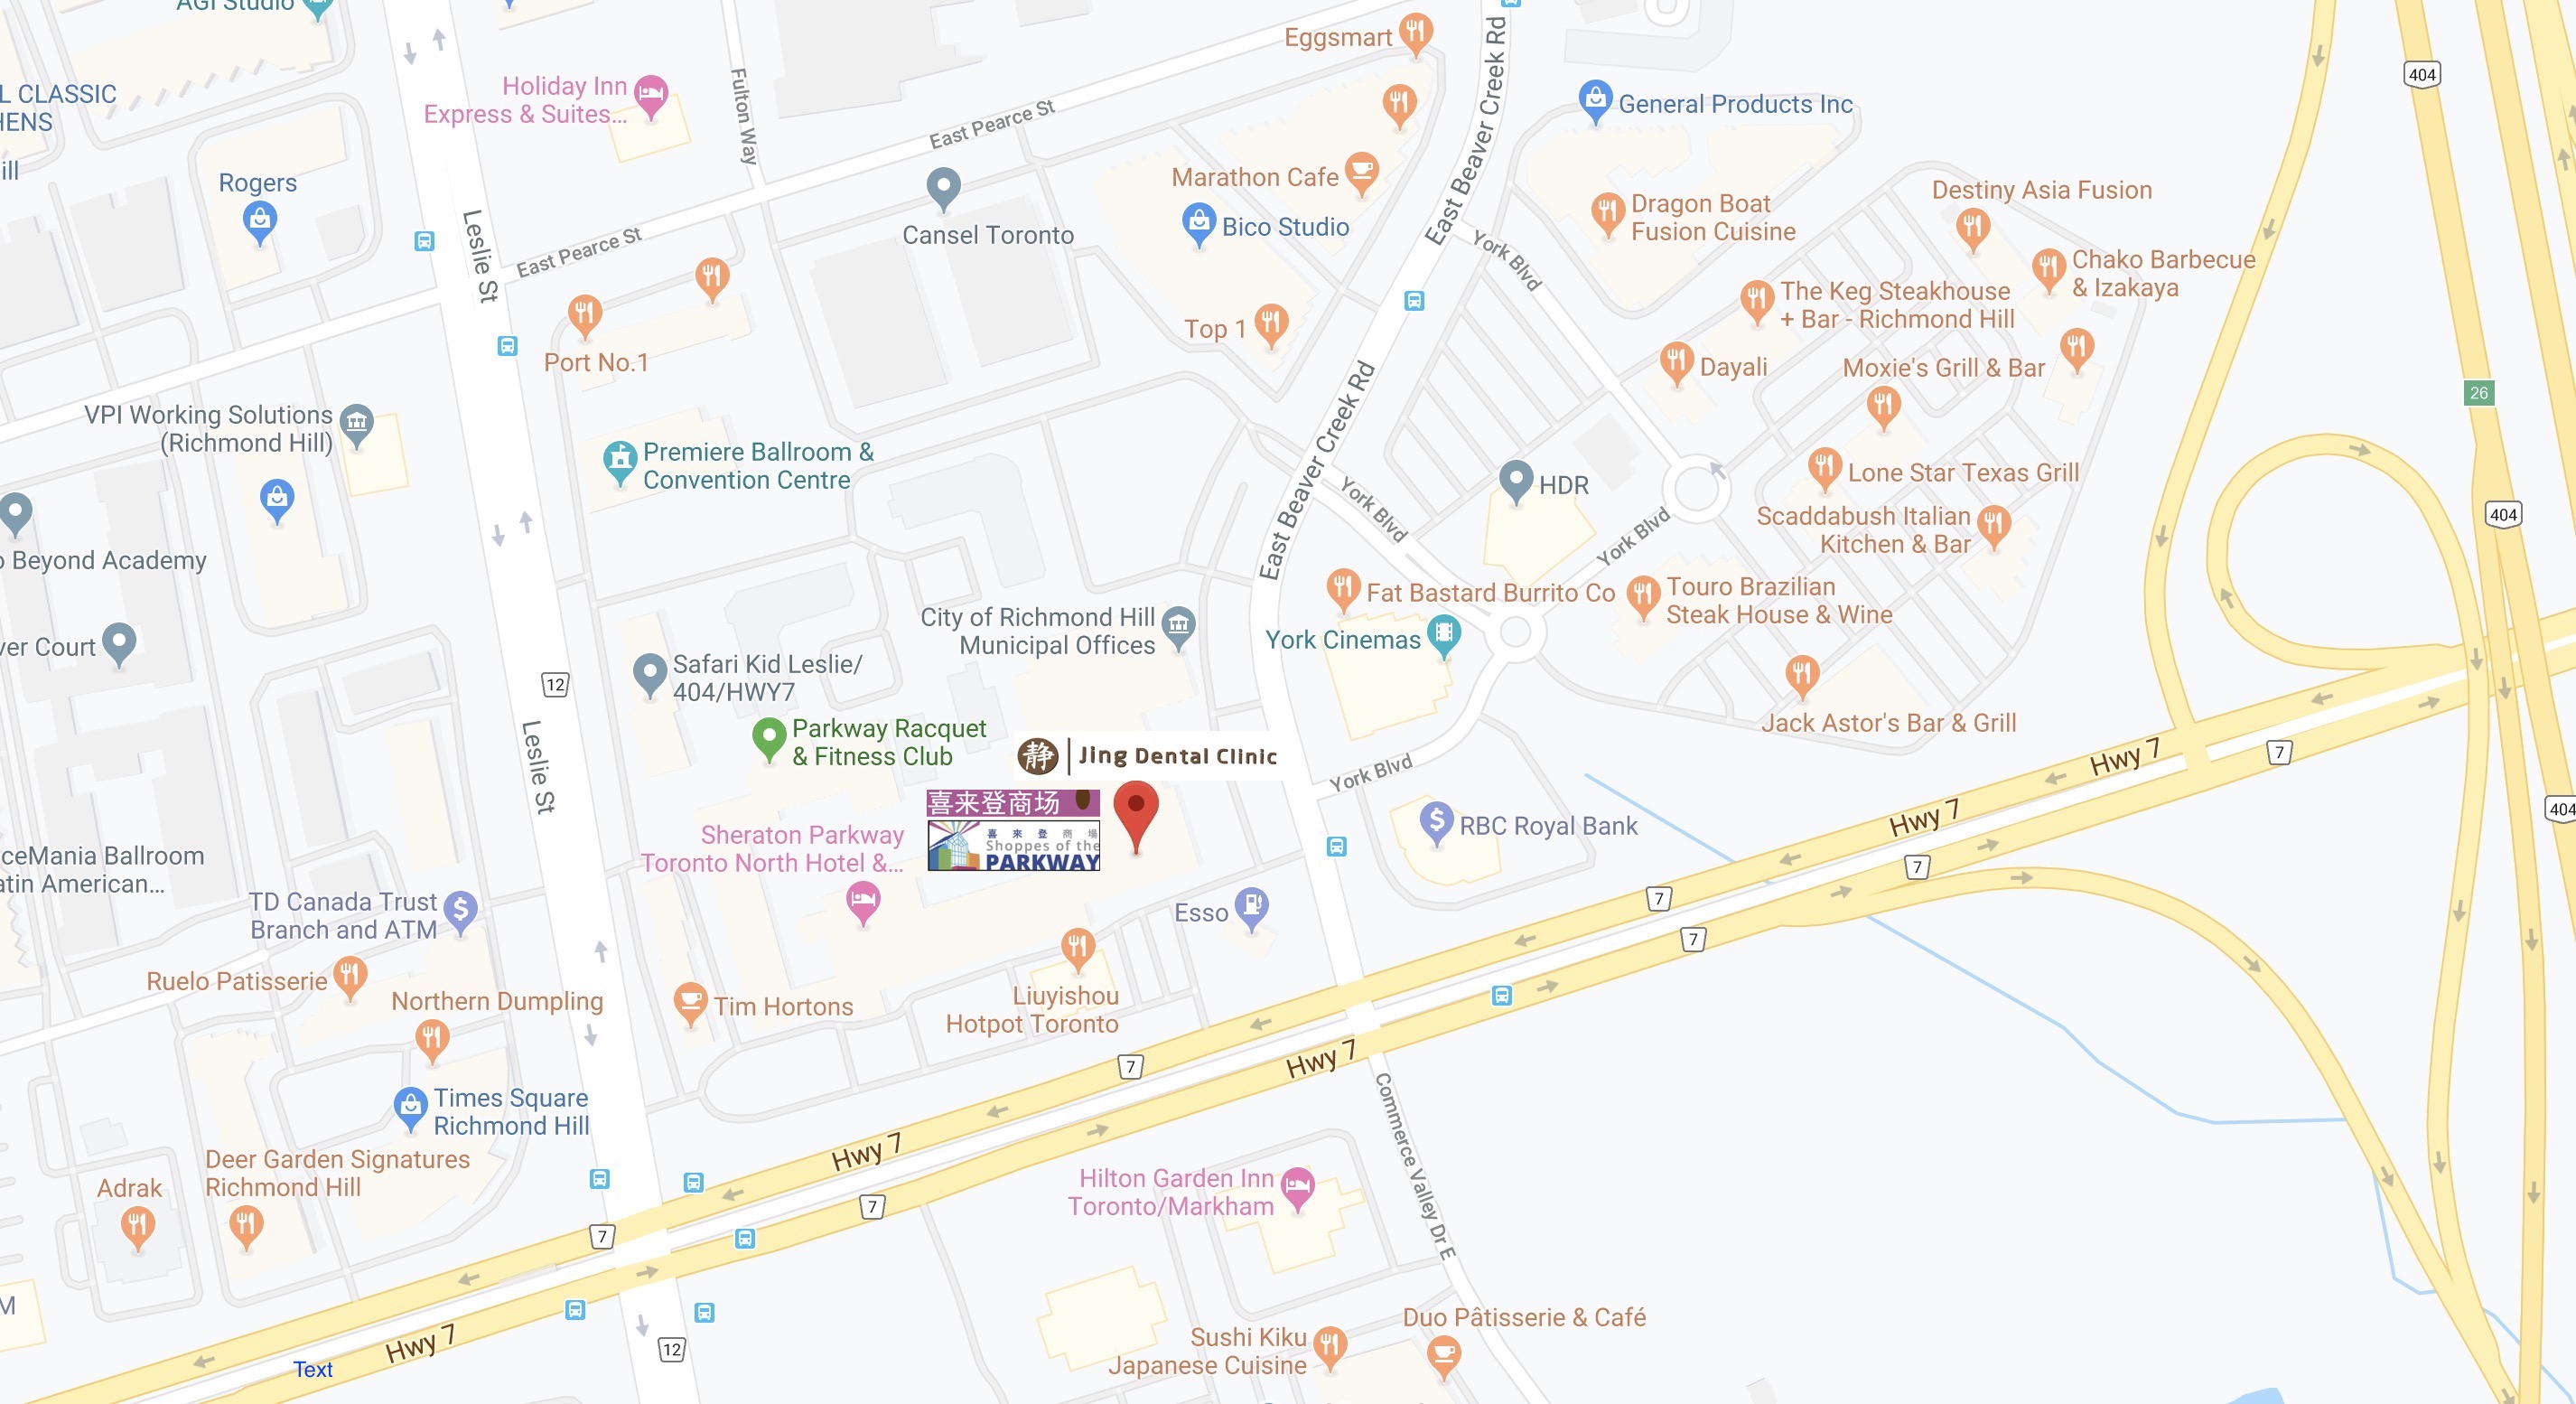 AGI Studio
Eggsmart
East Beaver Creek Rd
404
Holiday Inn
Express & Suites...
Fulton Way
L CLASSIC
HENS
East Pearce St
General Products Inc
ill
Rogers
Marathon Cafe
Cansel Toronto
Bico Studio
East Beaver Creek Rd
York Blvd
Dragon Boat
Fusion Cuisine
Destiny Asia Fusion
Leslie St
East Pearce St
Chako Barbecue
& Izakaya
The Keg Steakhouse
+ Bar - Richmond Hill
Port No.1
Top 1
Dayali
Moxie's Grill & Bar
26
VPI Working Solutions
(Richmond Hill)
East Beaver Creek Rd
Premiere Ballroom &
Convention Centre
York Blvd
HDR
Lone Star Texas Grill
404
York Blvd
Scaddabush Italian
Kitchen & Bar
o Beyond Academy
Fat Bastard Burrito Co
Touro Brazilian
Steak House & Wine
City of Richmond Hill
Municipal Offices
York Cinemas
ver Court
12
Safari Kid Leslie/
404/HWY7
Jack Astor's Bar & Grill
Parkway Racquet
& Fitness Club
静 | Jing Dental Clinic
Leslie St
York Blvd
Hwy 7
7
404
喜来登商场
喜來登商場
Shoppes of the
PARKWAY
Sheraton Parkway
Toronto North Hotel &...
RBC Royal Bank
Hwy 7
7
ceMania Ballroom
atin American...
TD Canada Trust
Branch and ATM
Esso
7
7
Ruelo Patisserie
Northern Dumpling
Tim Hortons
Liuyishou
Hotpot Toronto
7
Hwy 7
Times Square
Richmond Hill
Commerce Valley Dr E
Hwy 7
Deer Garden Signatures
Richmond Hill
Adrak
Hilton Garden Inn
Toronto/Markham
7
7
M
Duo Pâtisserie & Café
Sushi Kiku
Japanese Cuisine
12
Hwy 7
Text